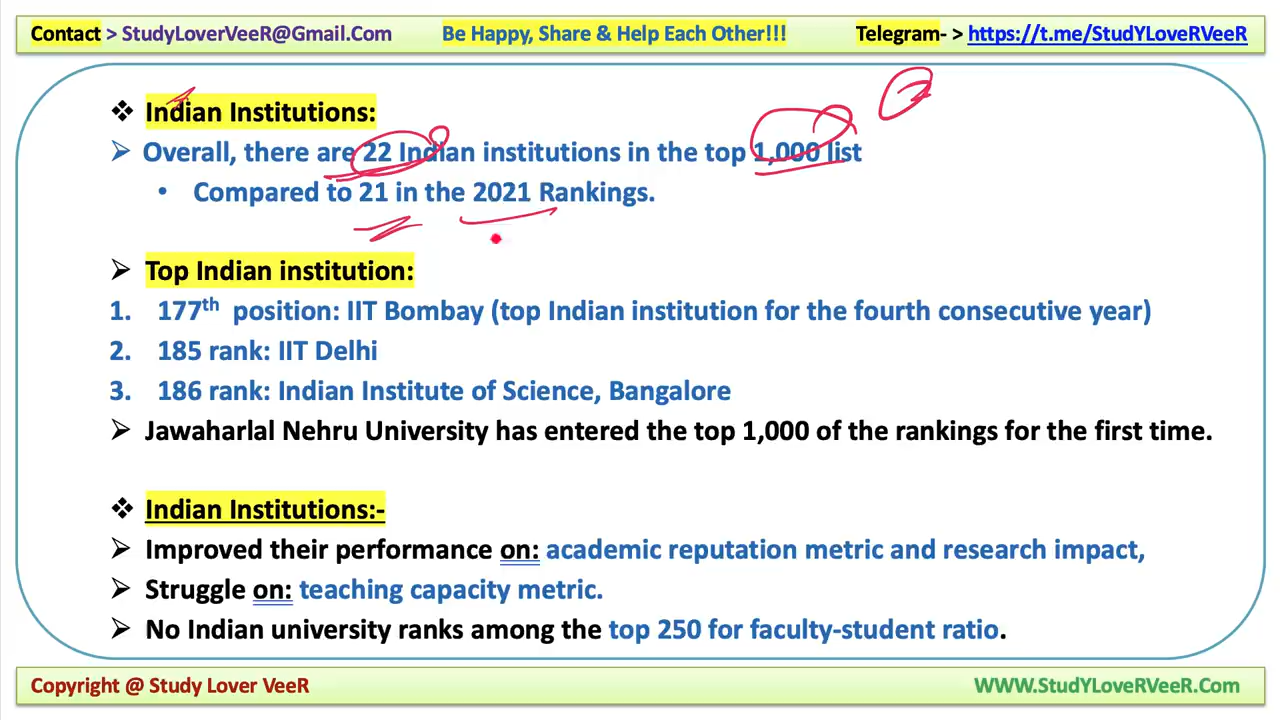 Contact > StudyLoverVeeR@Gmail.Com Be Happy, Share & Help Each Other!!! Telegram- > https://t.me/StudYLoveRVeeR
❖ Indian Institutions:
➢ Overall, there are 22 Indian institutions in the top 1,000 list
• Compared to 21 in the 2021 Rankings.
➢ Top Indian institution:
1. 177th position: IIT Bombay (top Indian institution for the fourth consecutive year)
2. 185 rank: IIT Delhi
3. 186 rank: Indian Institute of Science, Bangalore
➢ Jawaharlal Nehru University has entered the top 1,000 of the rankings for the first time.
❖ Indian Institutions:-
➢ Improved their performance on: academic reputation metric and research impact,
➢ Struggle on: teaching capacity metric.
➢ No Indian university ranks among the top 250 for faculty-student ratio.
Copyright @ Study Lover VeeR WWW.StudYLoveRVeeR.Com